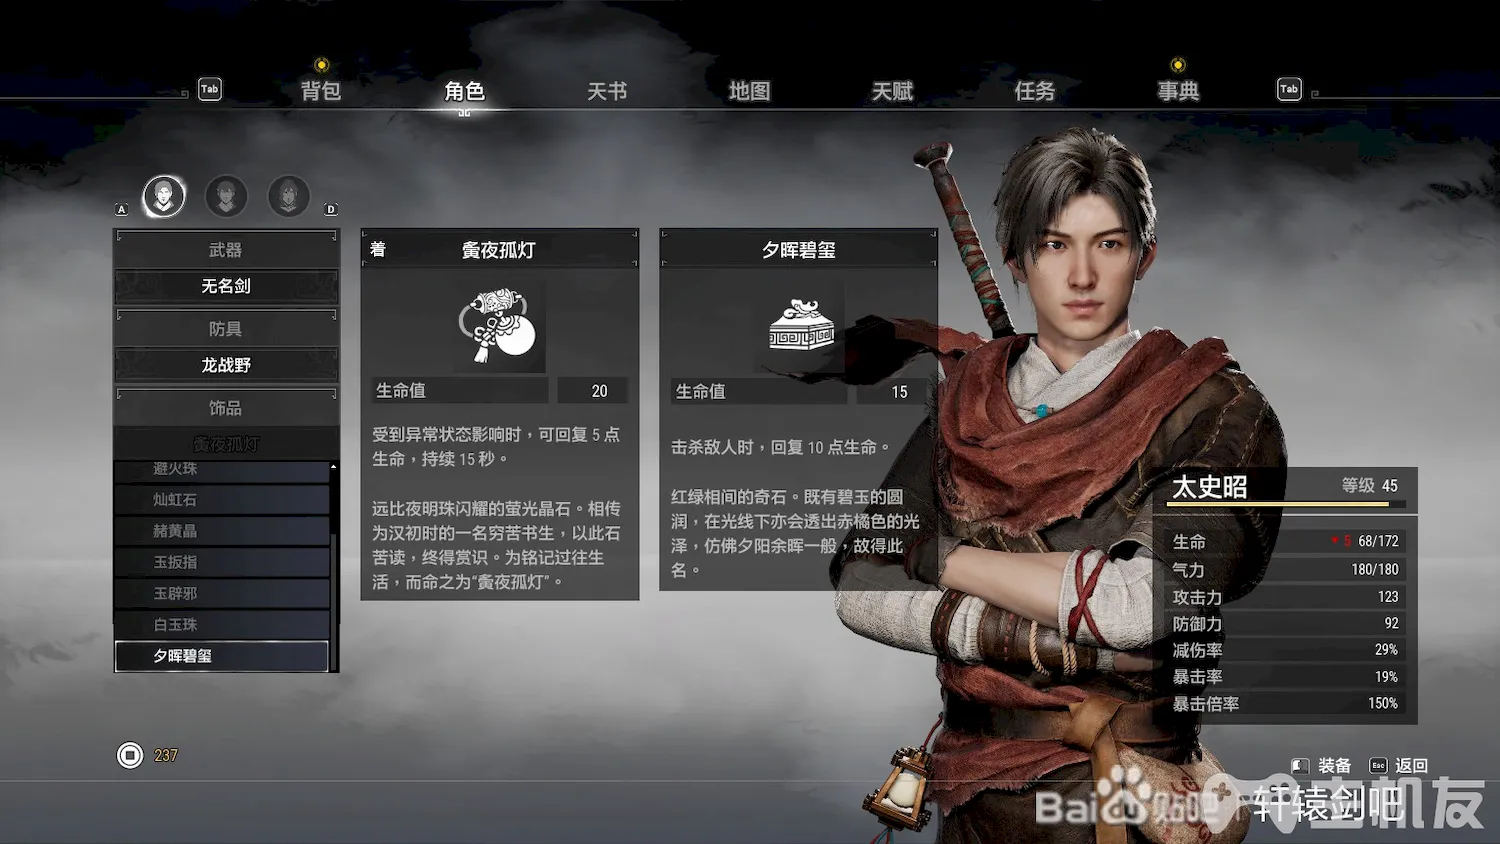 Tab
背包
角色
天书
地图
天赋
任务
事典
Tab
A
D
武器
无名剑
防具
龙战野
饰品
夤夜孤灯
避火珠
灿虹石
赭黄晶
玉扳指
玉辟邪
白玉珠
夕晖碧玺
237
着
夤夜孤灯
生命值 20
受到异常状态影响时，可回复 5 点
生命，持续 15 秒。
远比夜明珠闪耀的萤光晶石。相传
为汉初时的一名穷苦书生，以此石
苦读，终得赏识。为铭记过往生
活，而命之为“夤夜孤灯”。
夕晖碧玺
生命值 15
击杀敌人时，回复 10 点生命。
红绿相间的奇石。既有碧玉的圆
润，在光线下亦会透出赤橘色的光
泽，仿佛夕阳余晖一般，故得此
名。
太史昭 等级 45
生命 5 68/172
气力 180/180
攻击力 123
防御力 92
减伤率 29%
暴击率 19%
暴击倍率 150%
装备
Esc 返回
Bai du 贴吧
轩辕剑吧
手机友